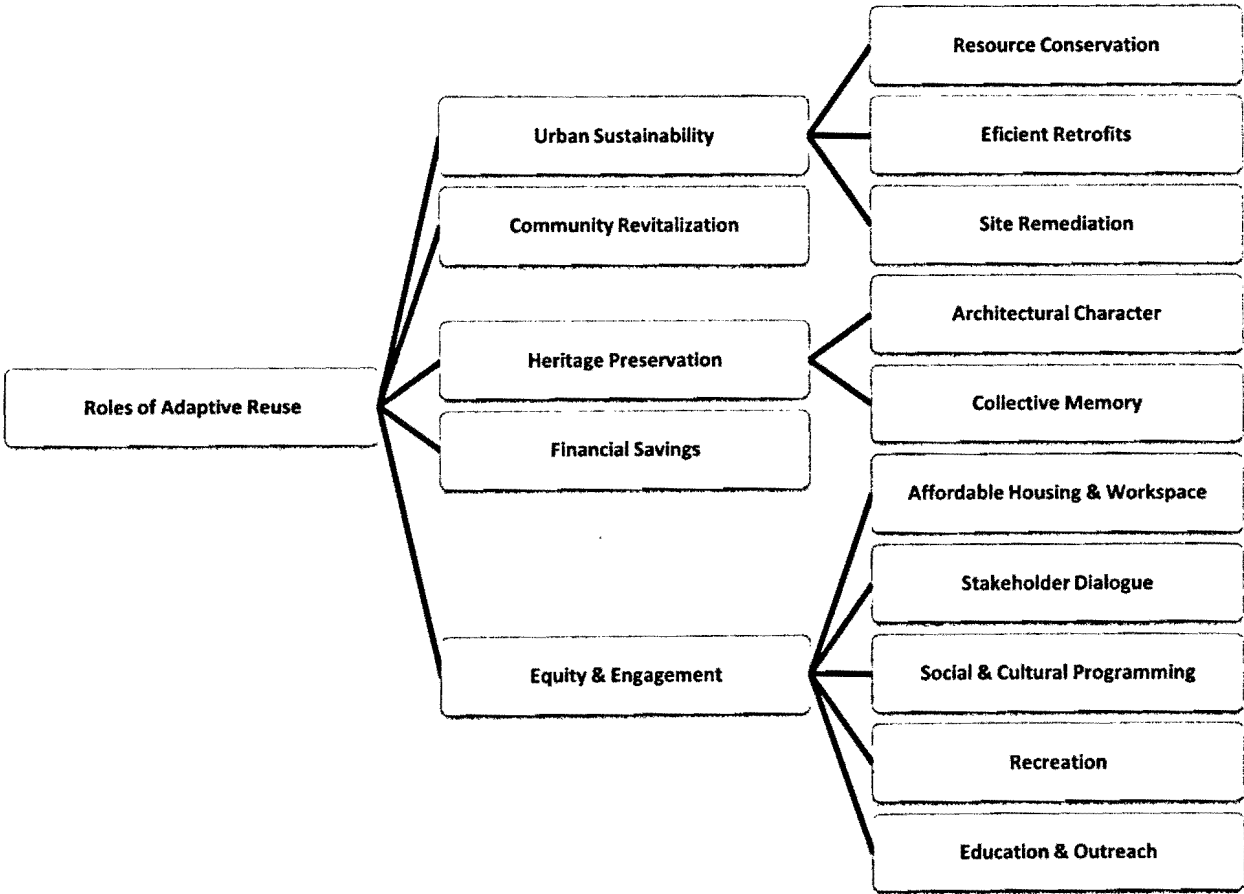 Roles of Adaptive Reuse
Urban Sustainability
Resource Conservation
Eficient Retrofits
Site Remediation
Community Revitalization
Heritage Preservation
Architectural Character
Collective Memory
Financial Savings
Equity & Engagement
Affordable Housing & Workspace
Stakeholder Dialogue
Social & Cultural Programming
Recreation
Education & Outreach